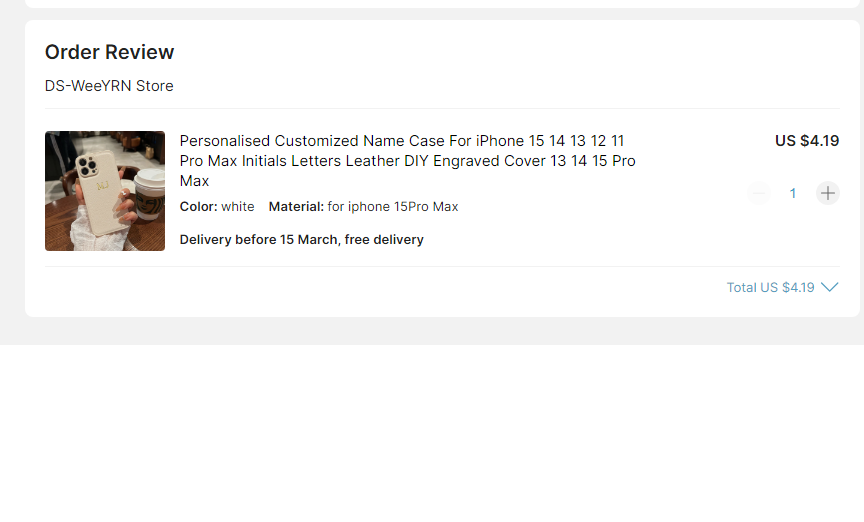 Order Review
DS-WeeYRN Store
Personalised Customized Name Case For iPhone 15 14 13 12 11
Pro Max Initials Letters Leather DIY Engraved Cover 13 14 15 Pro
Max
US $4.19
Color: white Material: for iphone 15Pro Max
1
Delivery before 15 March, free delivery
Total US $4.19